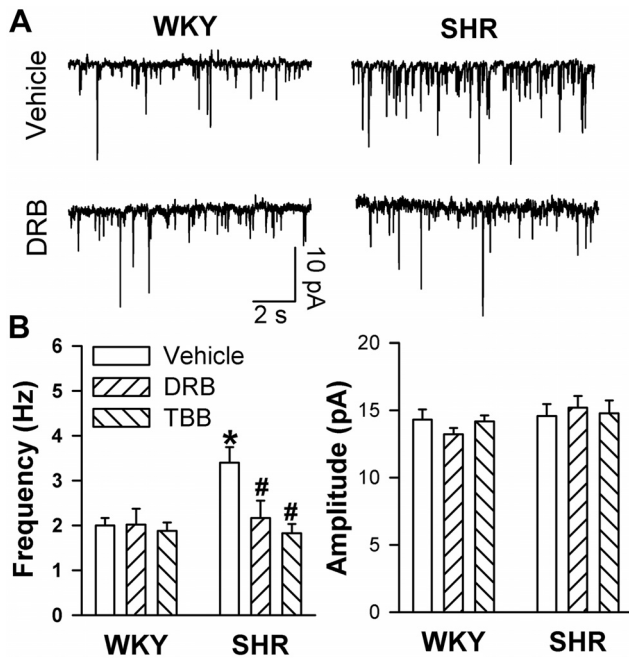 A
WKY
SHR
Vehicle
DRB
10 pA
2 s
B
6
5
4
3
2
1
0
Frequency (Hz)
Vehicle
DRB
TBB
*
#
#
WKY
SHR
20
15
10
5
0
Amplitude (pA)
WKY
SHR